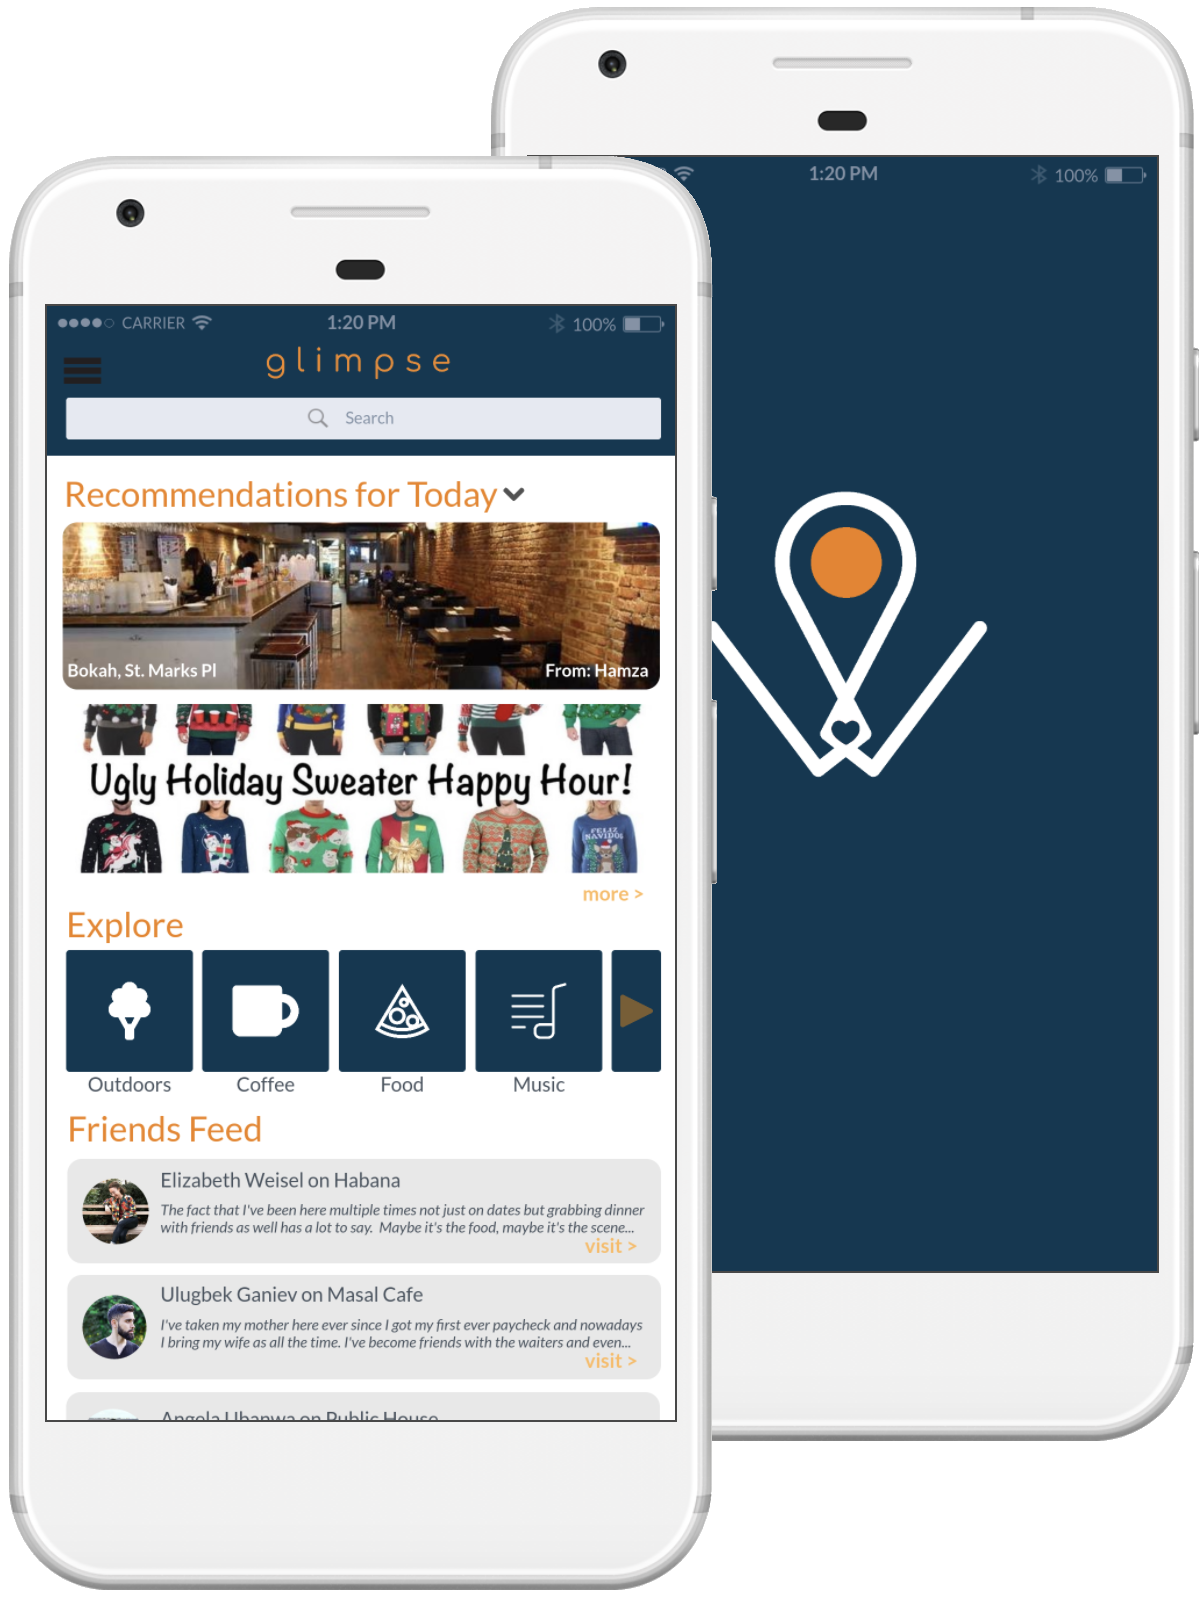 1:20 PM
100%
CARRIER
1:20 PM
100%
glimpse
Search
Recommendations for Today
Bokah, St. Marks Pl
From: Hamza
Ugly Holiday Sweater Happy Hour!
FELIZ
NAVIDOG
more >
Explore
Outdoors
Coffee
Food
Music
Friends Feed
Elizabeth Weisel on Habana
The fact that I've been here multiple times not just on dates but grabbing dinner
with friends as well has a lot to say. Maybe it's the food, maybe it's the scene...
visit >
Ulugbek Ganiev on Masal Cafe
I've taken my mother here ever since I got my first ever paycheck and nowadays
I bring my wife as all the time. I've become friends with the waiters and even...
visit >
Angela Ubanwa on Public House